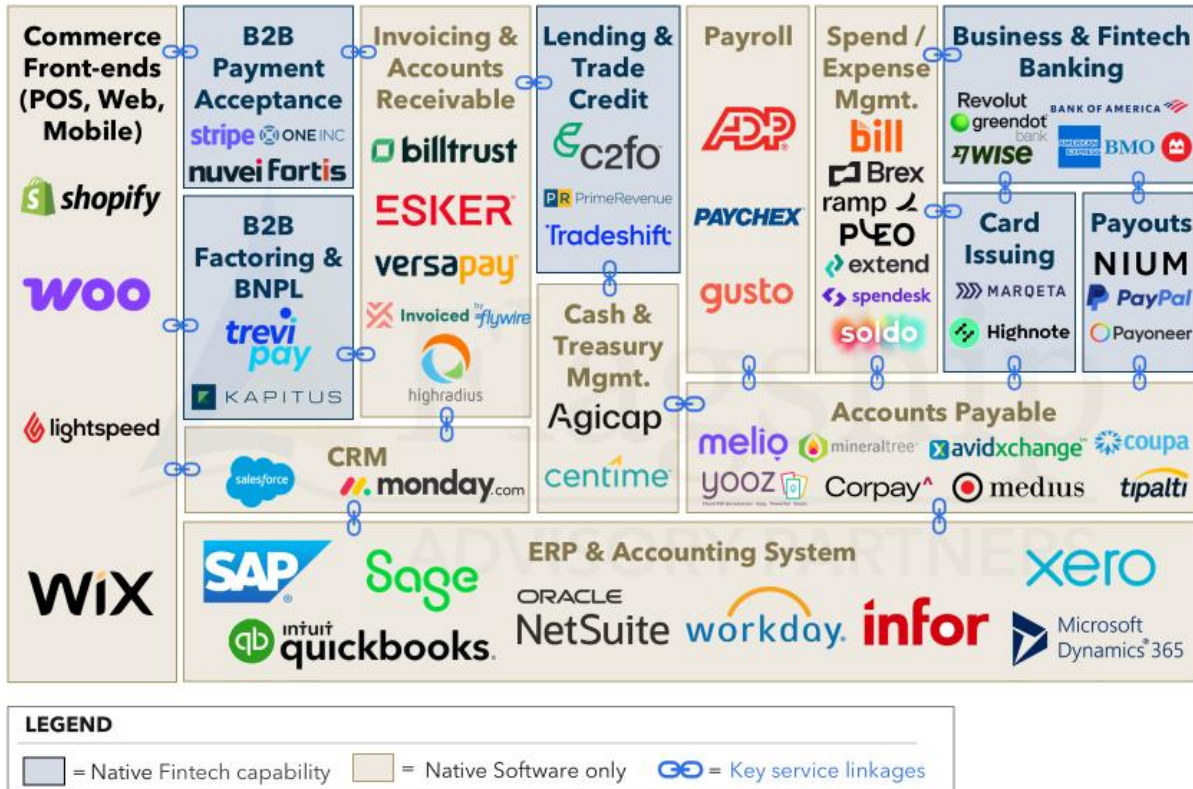 Commerce
Front-ends
(POS, Web,
Mobile)
shopify
woo
lightspeed
WiX
B2B
Payment
Acceptance
stripe ONE INC
nuvei fortis
B2B
Factoring &
BNPL
trevi
pay
KAPITUS
Invoicing &
Accounts
Receivable
billtrust
ESKER
versapay
Invoiced by flywire
highradius
Lending &
Trade
Credit
c2fo
PR PrimeRevenue
Tradeshift
Cash &
Treasury
Mgmt.
Agicap
centime
Payroll
ADP
PAYCHEX
gusto
Spend /
Expense
Mgmt.
bill
Brex
ramp
PLEO
extend
spendesk
soldo
Business & Fintech
Banking
Revolut
BANK OF AMERICA
greendot
bank
AMERICAN EXPRESS
BMO
WISE
Card
Issuing
MARQETA
Highnote
Payouts
NIUM
PayPal
Payoneer
Accounts Payable
melio mineraltree avidxchange coupa
yooz Corpay^ medius tipalti
CRM
salesforce
monday.com
ERP & Accounting System
SAP
Sage
xero
ORACLE
NetSuite
workday.
infor
qb intuit
quickbooks.
Microsoft
Dynamics 365
Flagship
ADVISORY PARTNERS
LEGEND
= Native Fintech capability = Native Software only = Key service linkages